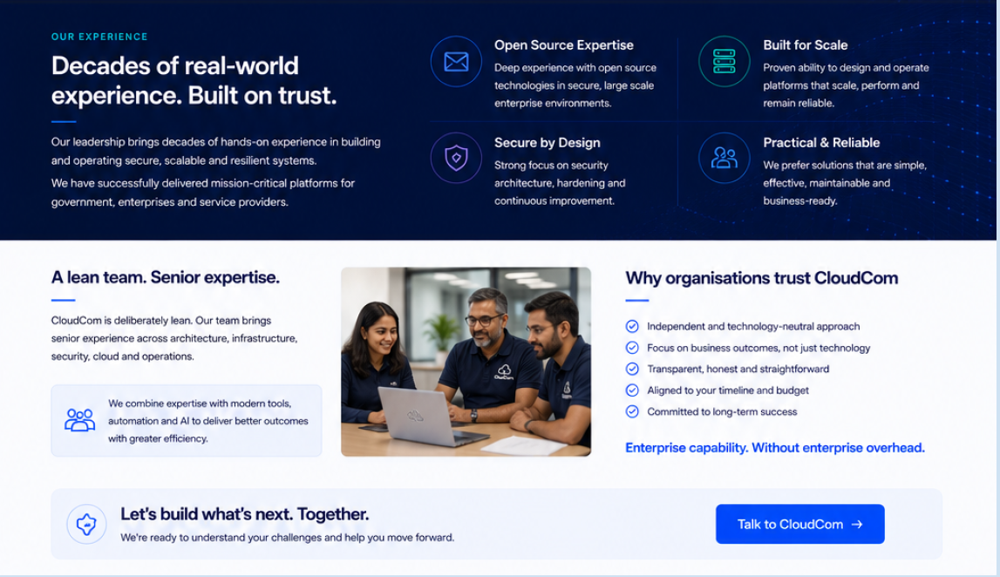 OUR EXPERIENCE
Decades of real-world
experience. Built on trust.
Our leadership brings decades of hands-on experience in building
and operating secure, scalable and resilient systems.
We have successfully delivered mission-critical platforms for
government, enterprises and service providers.
Open Source Expertise
Deep experience with open source
technologies in secure, large scale
enterprise environments.
Built for Scale
Proven ability to design and operate
platforms that scale, perform and
remain reliable.
Secure by Design
Strong focus on security
architecture, hardening and
continuous improvement.
Practical & Reliable
We prefer solutions that are simple,
effective, maintainable and
business-ready.
A lean team. Senior expertise.
CloudCom is deliberately lean. Our team brings
senior experience across architecture, infrastructure,
security, cloud and operations.
We combine expertise with modern tools,
automation and AI to deliver better outcomes
with greater efficiency.
CloudCom
Why organisations trust CloudCom
Independent and technology-neutral approach
Focus on business outcomes, not just technology
Transparent, honest and straightforward
Aligned to your timeline and budget
Committed to long-term success
Enterprise capability. Without enterprise overhead.
Let's build what's next. Together.
We're ready to understand your challenges and help you move forward.
Talk to CloudCom →